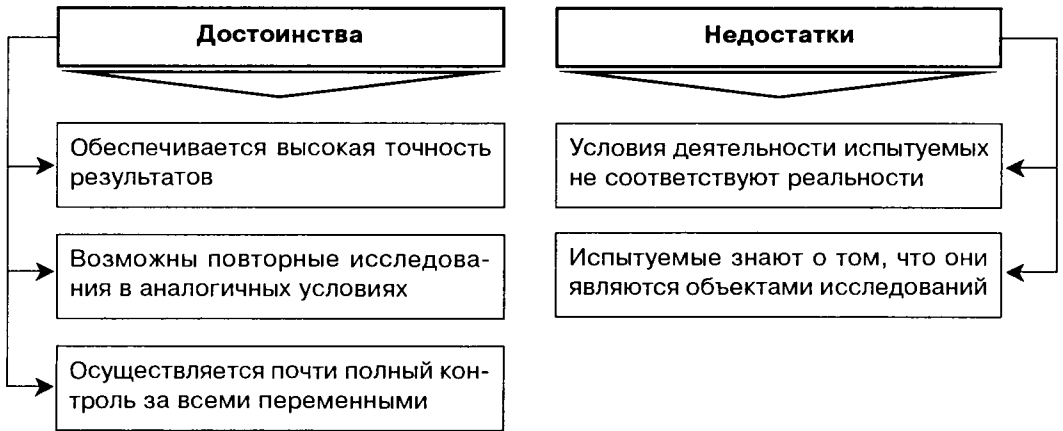 Достоинства
Обеспечивается высокая точность
результатов
Возможны повторные исследова-
ния в аналогичных условиях
Осуществляется почти полный кон-
троль за всеми переменными
Недостатки
Условия деятельности испытуемых
не соответствуют реальности
Испытуемые знают о том, что они
являются объектами исследований